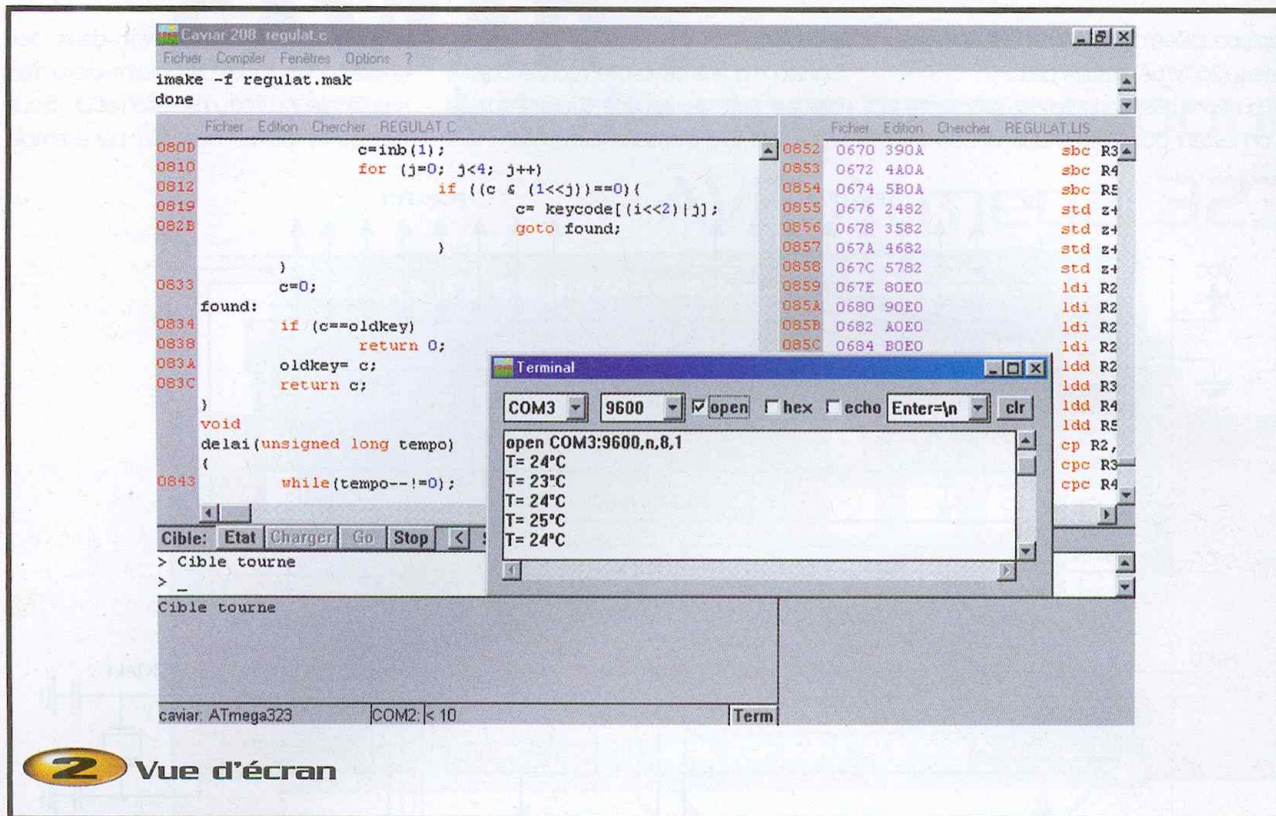 Caviar 208 regulat.c
Fichier Compiler Fenêtres Options ?
imake -f regulat.mak
done
Fichier Edition Chercher REGULAT.C
080D c=inb(1);
0810 for (j=0; j<4; j++)
0812 if ((c & (1<<j))==0){
0819 c= keycode[(i<<2)|j];
082B goto found;
}
}
0833 c=0;
found:
0834 if (c==oldkey)
0838 return 0;
083A oldkey= c;
083C return c;
}
void
delai(unsigned long tempo)
{
0843 while(tempo--!=0);
Fichier Edition Chercher REGULAT.LIS
0852 0670 390A sbc R3
0853 0672 4A0A sbc R4
0854 0674 5B0A sbc R5
0855 0676 2482 std z+
0856 0678 3582 std z+
0857 067A 4682 std z+
0858 067C 5782 std z+
0859 067E 80E0 ldi R2
085A 0680 90E0 ldi R2
085B 0682 A0E0 ldi R2
085C 0684 B0E0 ldi R2
ldd R2
ldd R3
ldd R4
ldd R5
cp R2,
cpc R3
cpc R4
Terminal
COM3 9600 open hex echo Enter=\n clr
open COM3:9600,n,8,1
T= 24°C
T= 23°C
T= 24°C
T= 25°C
T= 24°C
Cible: Etat Charger Go Stop <
> Cible tourne
> _
Cible tourne
caviar: ATmega323 COM2: < 10 Term
2 Vue d'écran